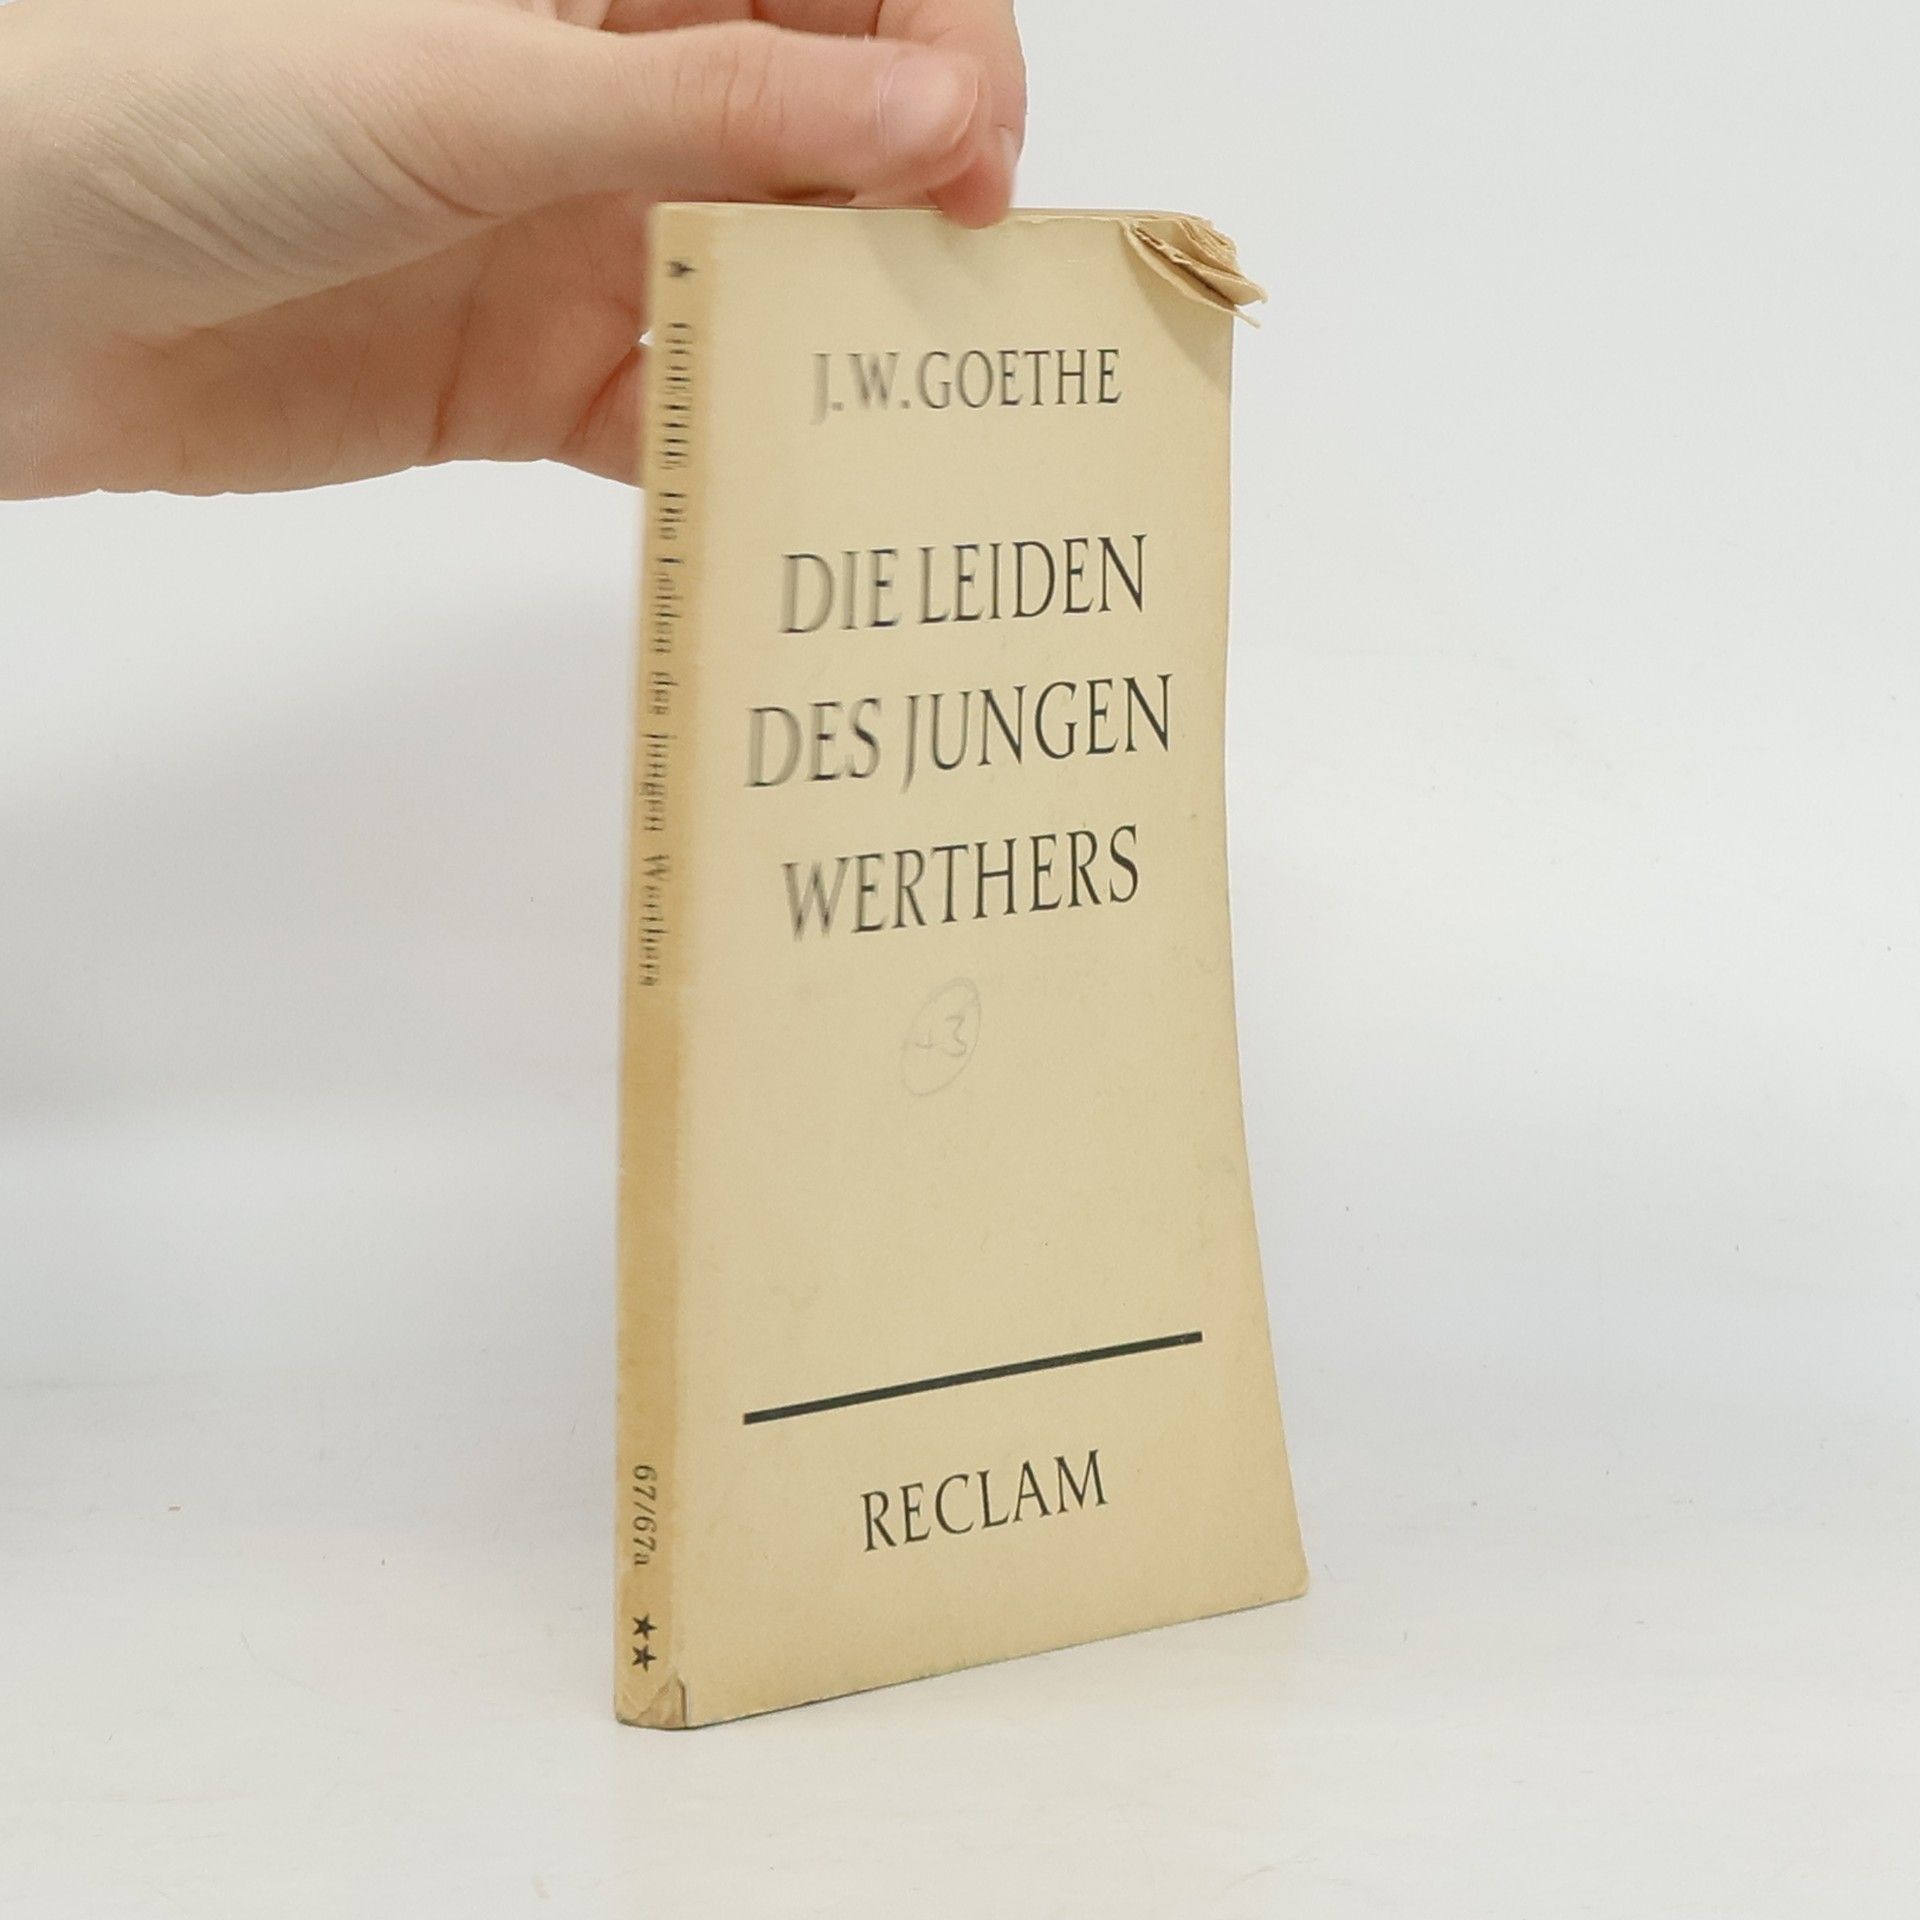 J. W. GOETHE
DIE LEIDEN
DES JUNGEN
WERTHERS
RECLAM
GOETHE Die Leiden des jungen Werthers
67/67a ★★